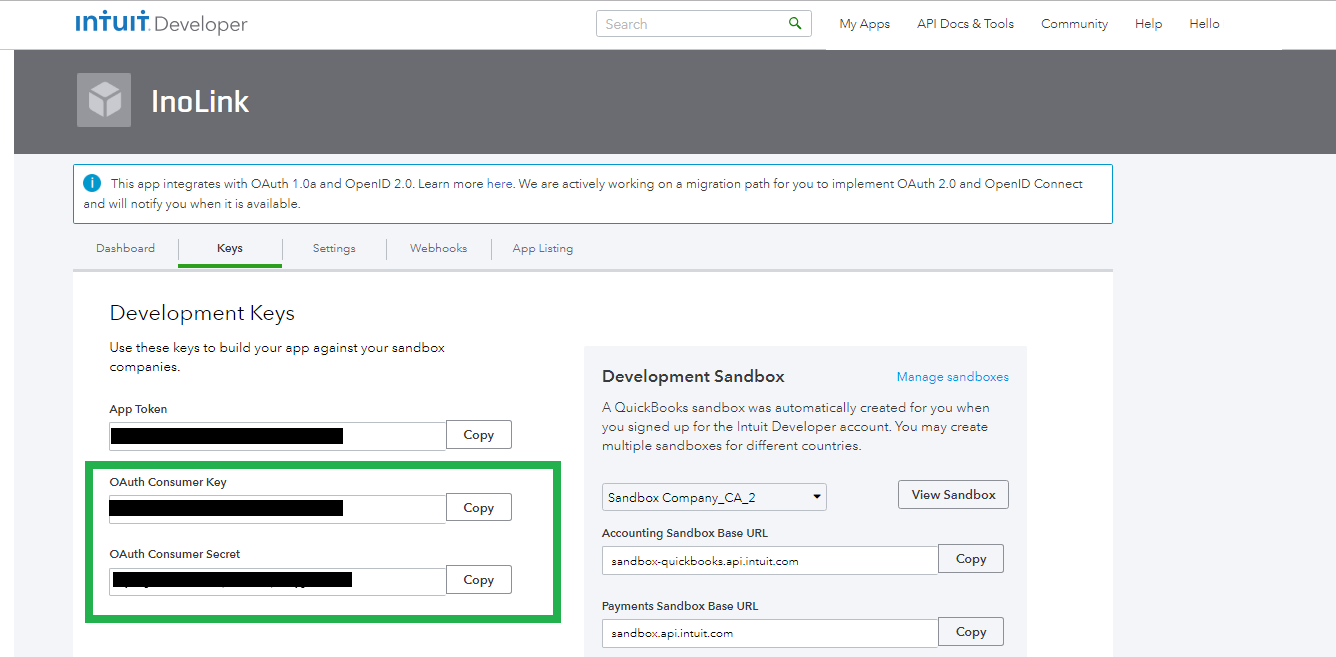 intuit Developer
Search
My Apps
API Docs & Tools
Community
Help
Hello
InoLink
This app integrates with OAuth 1.0a and OpenID 2.0. Learn more here. We are actively working on a migration path for you to implement OAuth 2.0 and OpenID Connect
and will notify you when it is available.
Dashboard
Keys
Settings
Webhooks
App Listing
Development Keys
Use these keys to build your app against your sandbox
companies.
App Token
Copy
OAuth Consumer Key
Copy
OAuth Consumer Secret
Copy
Development Sandbox
Manage sandboxes
A QuickBooks sandbox was automatically created for you when
you signed up for the Intuit Developer account. You may create
multiple sandboxes for different countries.
Sandbox Company_CA_2
View Sandbox
Accounting Sandbox Base URL
sandbox-quickbooks.api.intuit.com
Copy
Payments Sandbox Base URL
sandbox.api.intuit.com
Copy